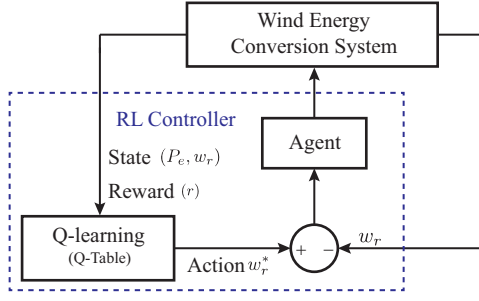 Wind Energy
Conversion System
RL Controller
Agent
State (P_e, w_r)
Reward (r)
Q-learning
(Q-Table)
Action w_r^*
+ −
w_r